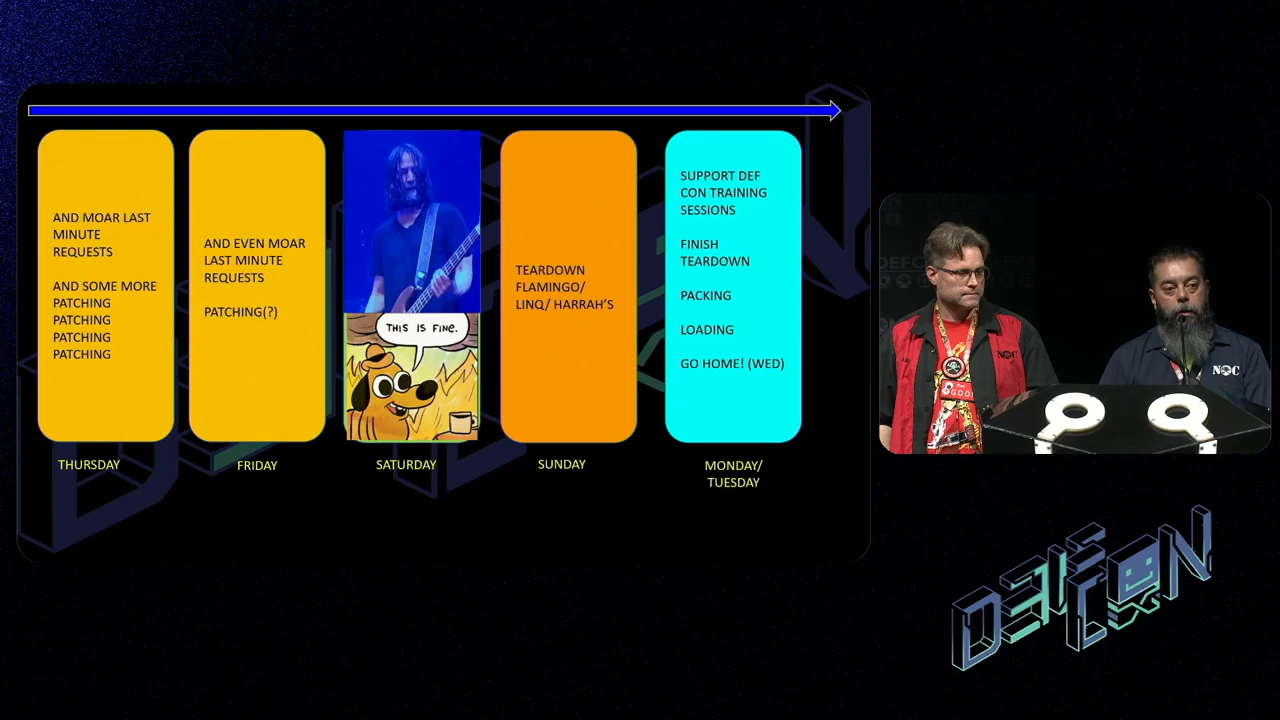 AND MOAR LAST
MINUTE
REQUESTS
AND SOME MORE
PATCHING
PATCHING
PATCHING
PATCHING
THURSDAY
AND EVEN MOAR
LAST MINUTE
REQUESTS
PATCHING(?)
FRIDAY
THIS IS FINE.
SATURDAY
TEARDOWN
FLAMINGO/
LINQ/ HARRAH'S
SUNDAY
SUPPORT DEF
CON TRAINING
SESSIONS
FINISH
TEARDOWN
PACKING
LOADING
GO HOME! (WED)
MONDAY/
TUESDAY
NOC
NOC
DEF
CON